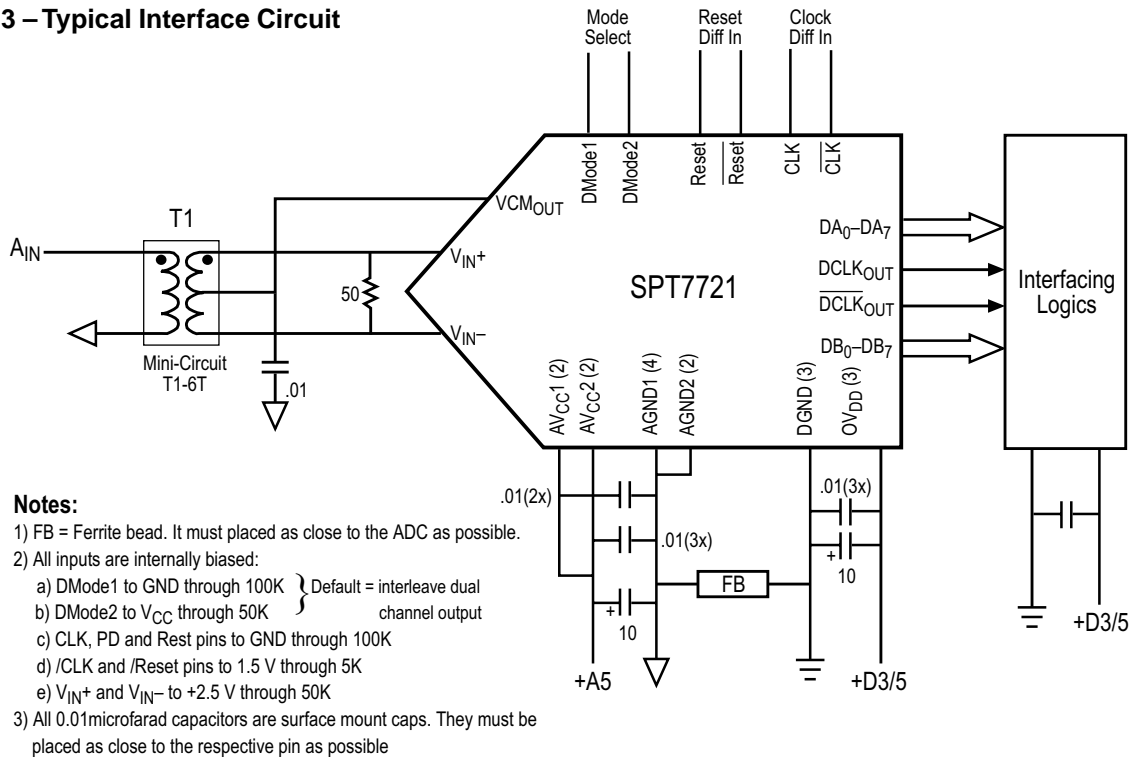 3 – Typical Interface Circuit
Mode
Select
Reset
Diff In
Clock
Diff In
DMode1
DMode2
Reset
Reset
CLK
CLK
VCMOUT
T1
AIN
VIN+
50
VIN–
Mini-Circuit
T1-6T
.01
SPT7721
DA0–DA7
DCLKOUT
DCLKOUT
DB0–DB7
Interfacing
Logics
AVCC1 (2)
AVCC2 (2)
AGND1 (4)
AGND2 (2)
DGND (3)
OVDD (3)
.01(2x)
.01(3x)
+
10
FB
.01(3x)
+
10
+A5
+D3/5
+D3/5
Notes:
1) FB = Ferrite bead. It must placed as close to the ADC as possible.
2) All inputs are internally biased:
a) DMode1 to GND through 100K } Default = interleave dual
b) DMode2 to VCC through 50K channel output
c) CLK, PD and Rest pins to GND through 100K
d) /CLK and /Reset pins to 1.5 V through 5K
e) VIN+ and VIN– to +2.5 V through 50K
3) All 0.01microfarad capacitors are surface mount caps. They must be
placed as close to the respective pin as possible